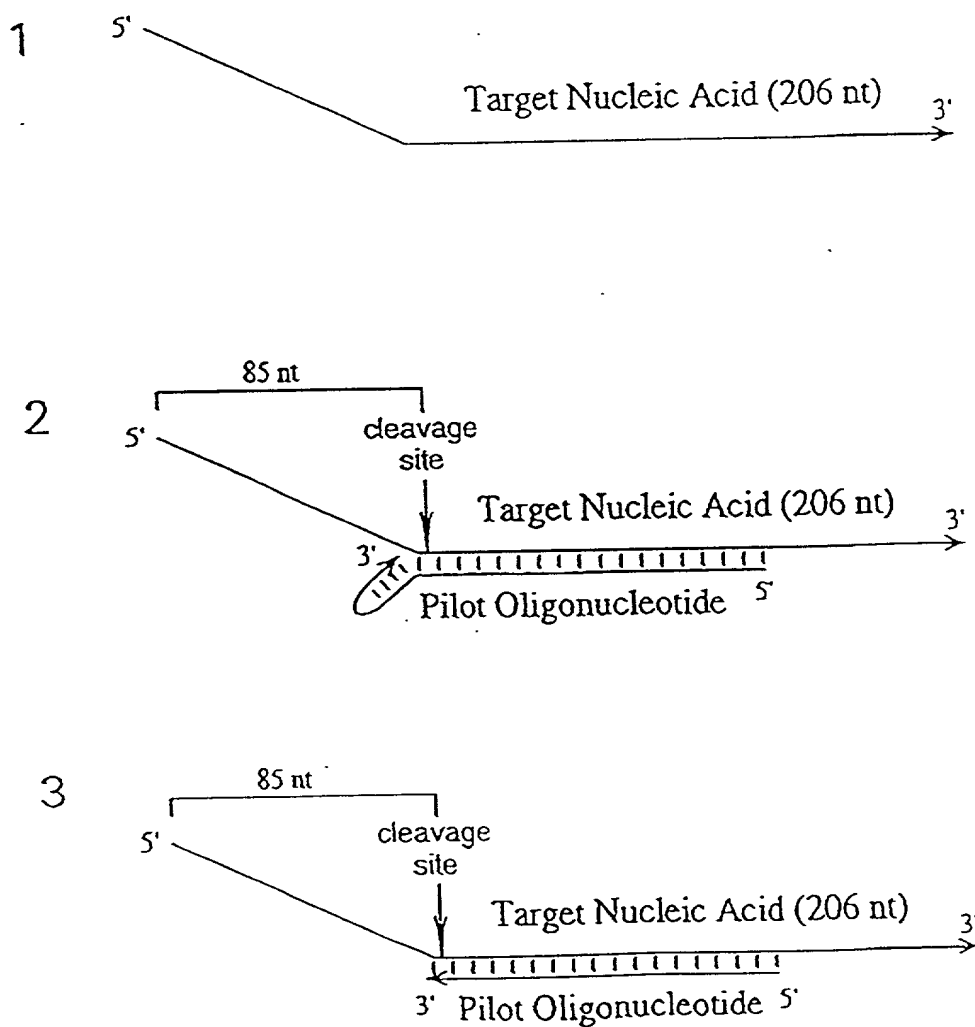 1
5'
Target Nucleic Acid (206 nt)
3'
2
85 nt
5'
cleavage
site
Target Nucleic Acid (206 nt)
3'
3'
Pilot Oligonucleotide
5'
3
85 nt
5'
cleavage
site
Target Nucleic Acid (206 nt)
3'
3'
Pilot Oligonucleotide
5'